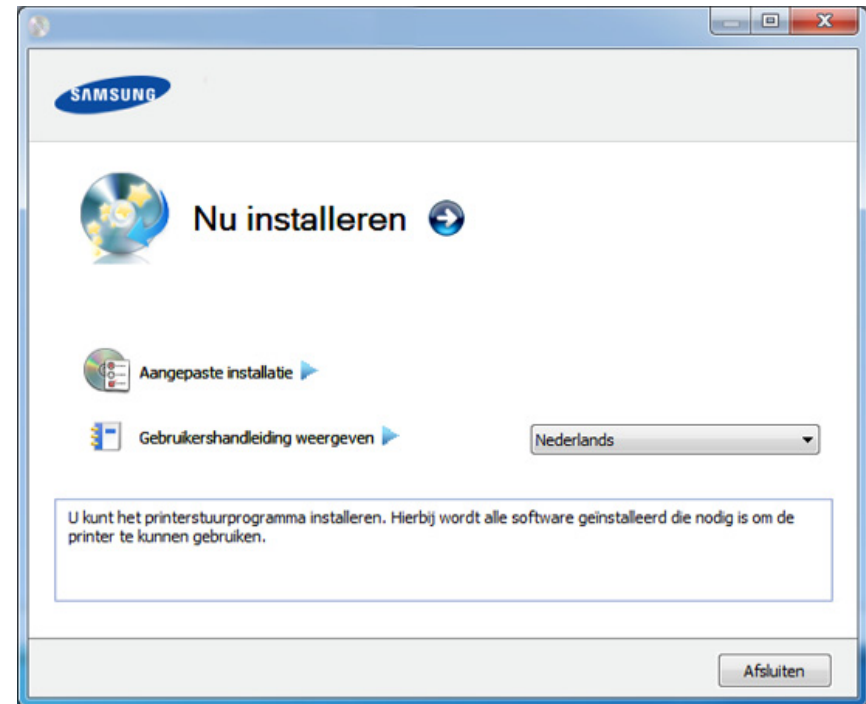 SAMSUNG
Nu installeren
Aangepaste installatie
Gebruikershandleiding weergeven
Nederlands
U kunt het printerstuurprogramma installeren. Hierbij wordt alle software geïnstalleerd die nodig is om de
printer te kunnen gebruiken.
Afsluiten